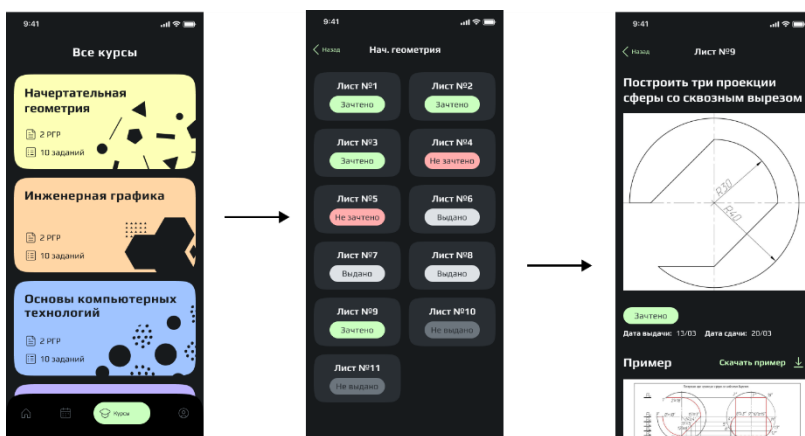 9:41
Все курсы
Начертательная
геометрия
2 РГР
10 заданий
Инженерная графика
2 РГР
10 заданий
Основы компьютерных
технологий
2 РГР
10 заданий
Курсы
9:41
Назад
Нач. геометрия
Лист №1
Зачтено
Лист №2
Зачтено
Лист №3
Зачтено
Лист №4
Не зачтено
Лист №5
Не зачтено
Лист №6
Выдано
Лист №7
Выдано
Лист №8
Выдано
Лист №9
Зачтено
Лист №10
Не выдано
Лист №11
Не выдано
9:41
Назад
Лист №9
Построить три проекции
сферы со сквозным вырезом
R30
R40
Зачтено
Дата выдачи: 13/03 Дата сдачи: 20/03
Пример
Скачать пример